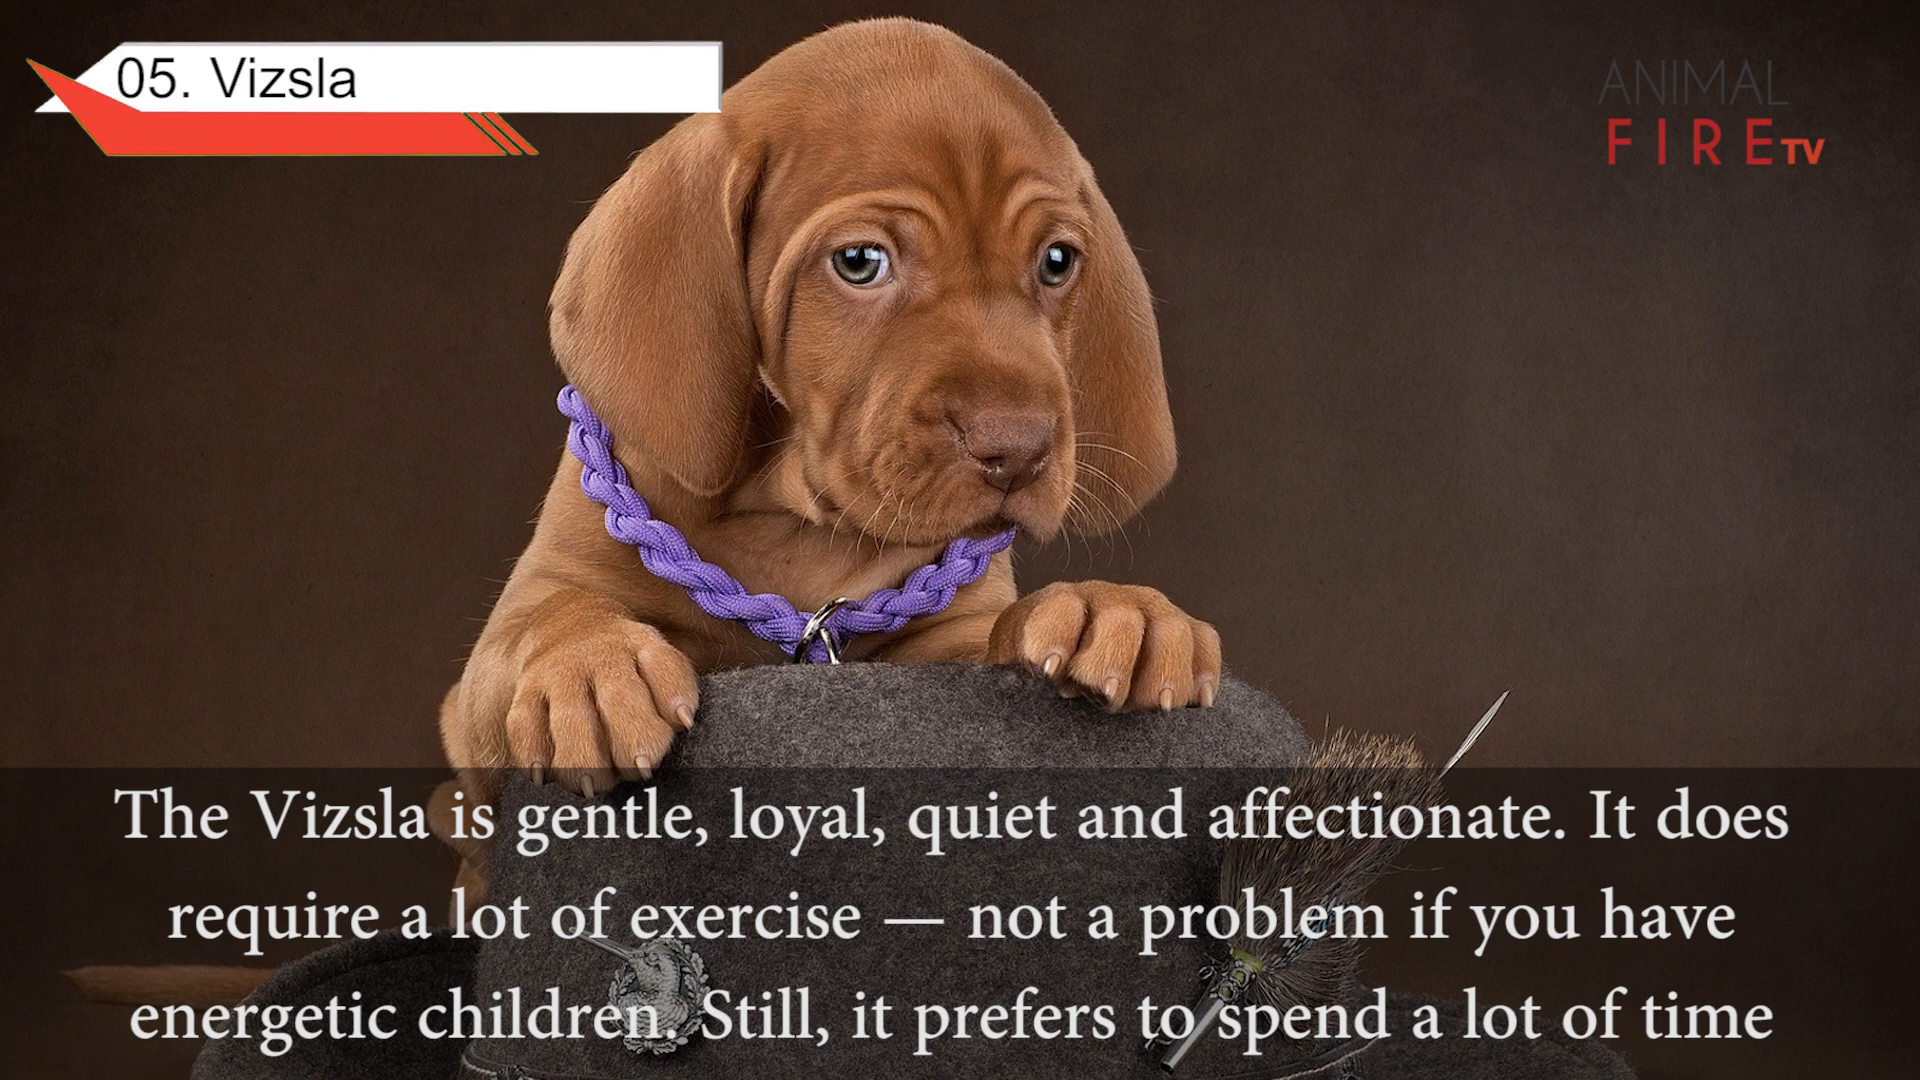 05. Vizsla
ANIMAL
FIRE TV
The Vizsla is gentle, loyal, quiet and affectionate. It does
require a lot of exercise — not a problem if you have
energetic children. Still, it prefers to spend a lot of time